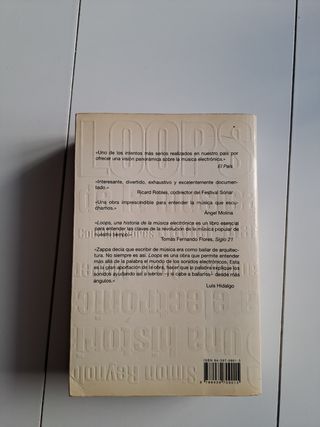 LOOPS
«Uno de los intentos más serios realizados en nuestro país por
ofrecer una visión panorámica sobre la música electrónica.»
El País
«Interesante, divertido, exhaustivo y excelentemente documen-
tado.»
Ricard Robles, codirector del Festival Sónar
«Una obra imprescindible para entender la música que escu-
chamos.»
Ángel Molina
«Loops, una historia de la música electrónica es un libro esencial
para entender las claves de la revolución de la música popular de
nuestro tiempo.»
Tomás Fernando Flores, Siglo 21
«Zappa decía que escribir de música era como bailar de arquitec-
tura. No siempre es así. Loops es una obra que permite entender
más allá de la palabra el mundo de los sonidos electrónicos. Esta
es la gran aportación de la obra, hacer que la palabra explique los
sonidos ayudando así al lector –si cabe– a bailarlos desde más
ángulos.»
Luis Hidalgo
electrónic
una histori
Simon Reynol